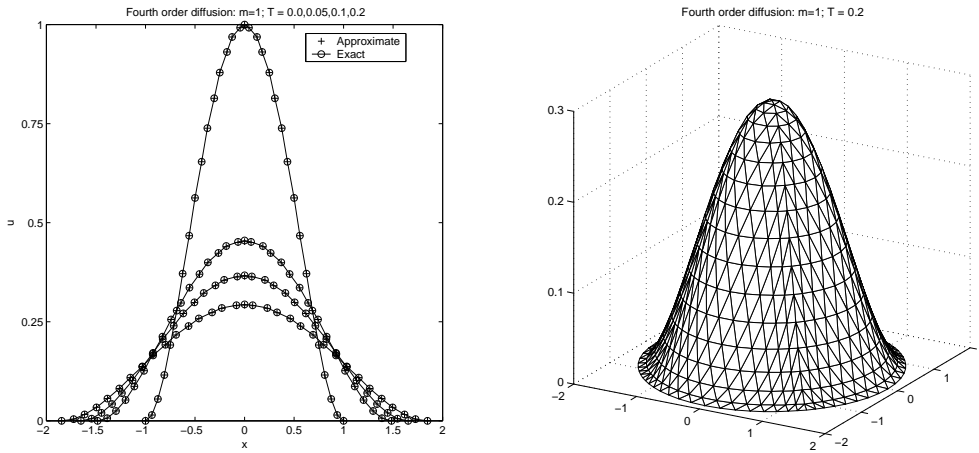 Fourth order diffusion: m=1; T = 0.0,0.05,0.1,0.2
+ Approximate
Exact
1
0.75
0.5
0.25
0
u
−2 −1.5 −1 −0.5 0 0.5 1 1.5 2
x
Fourth order diffusion: m=1; T = 0.2
0.3
0.2
0.1
0
−2
−1
0
1
2
−2
−1
0
1